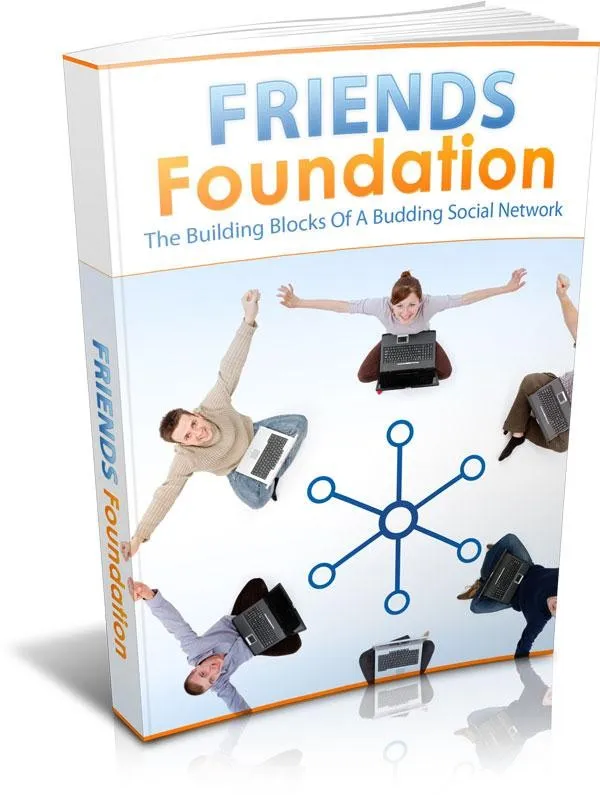 FRIENDS
Foundation
The Building Blocks Of A Budding Social Network
FRIENDS Foundation